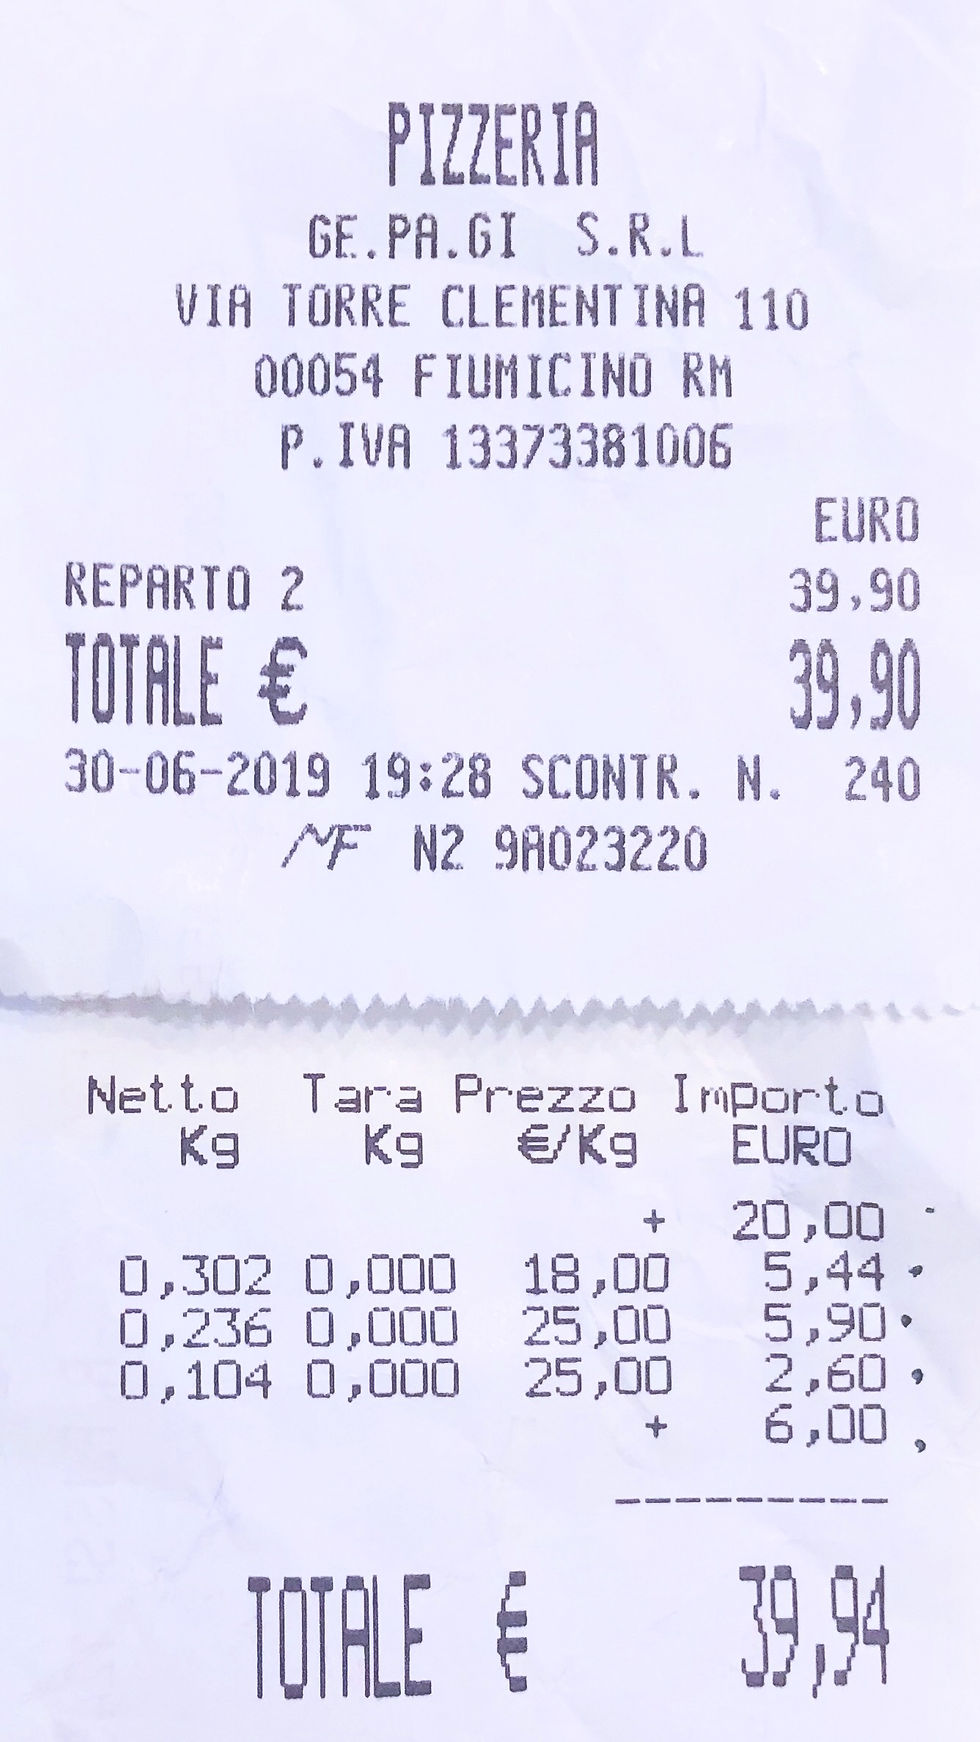 PIZZERIA
GE.PA.GI S.R.L
VIA TORRE CLEMENTINA 110
00054 FIUMICINO RM
P.IVA 13373381006
EURO
REPARTO 2 39,90
TOTALE € 39,90
30-06-2019 19:28 SCONTR. N. 240
MF N2 9A023220
Netto Tara Prezzo Importo
Kg Kg €/Kg EURO
+ 20,00
0,302 0,000 18,00 5,44
0,236 0,000 25,00 5,90
0,104 0,000 25,00 2,60
+ 6,00
---------
TOTALE € 39,94